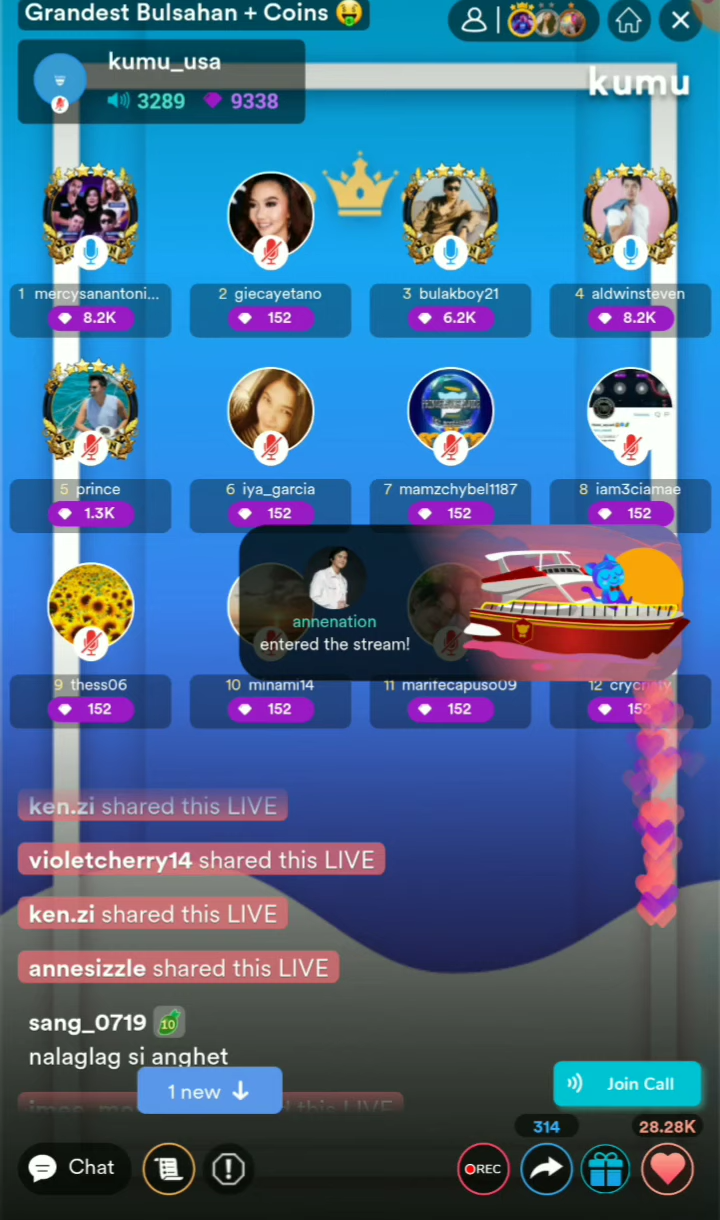 Grandest Bulsahan + Coins 🤑
kumu_usa
3289 9338
kumu
1 mercysanantoni...
8.2K
2 giecayetano
152
3 bulakboy21
6.2K
4 aldwinsteven
8.2K
5 prince
1.3K
6 iya_garcia
152
7 mamzchybel1187
152
8 iam3ciamae
152
annenation
entered the stream!
9 thess06
152
10 minami14
152
11 marifecapuso09
152
12 crycristy
152
ken.zi shared this LIVE
violetcherry14 shared this LIVE
ken.zi shared this LIVE
annesizzle shared this LIVE
sang_0719 10
nalaglag si anghet
1 new
this LIVE
Join Call
314
28.28K
Chat
REC